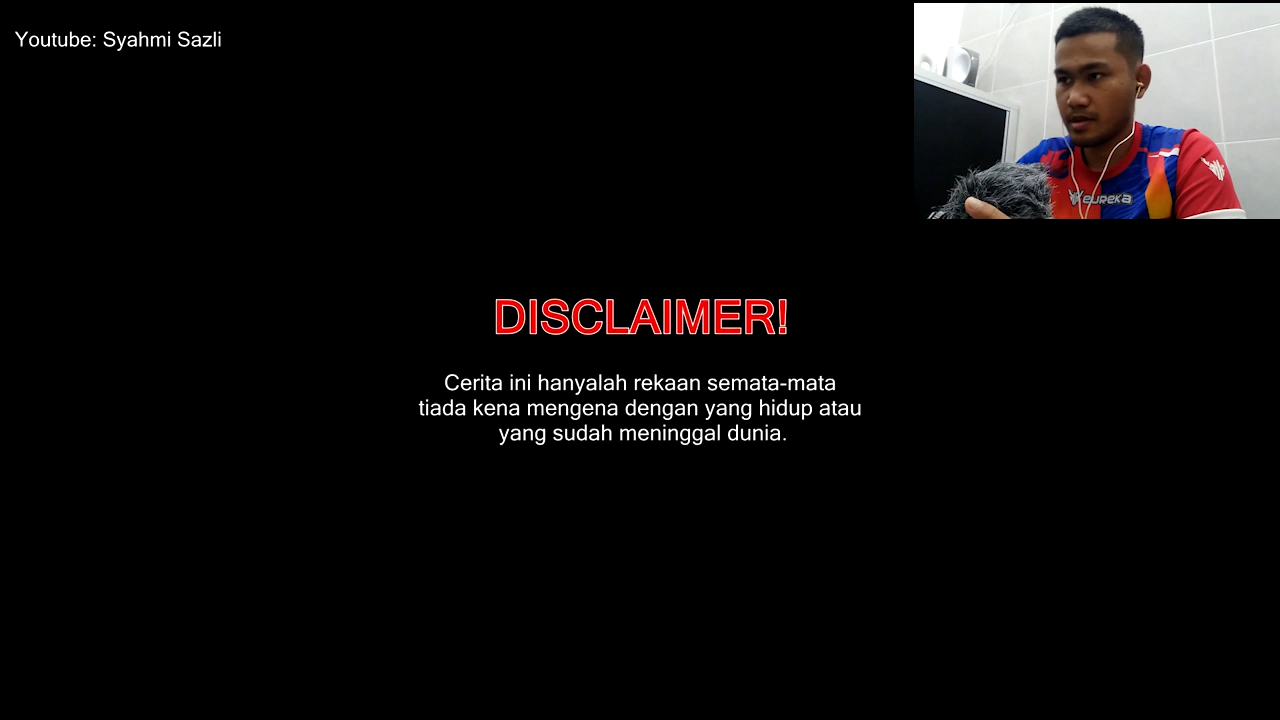 Youtube: Syahmi Sazli
eureka
DISCLAIMER!
Cerita ini hanyalah rekaan semata-mata
tiada kena mengena dengan yang hidup atau
yang sudah meninggal dunia.